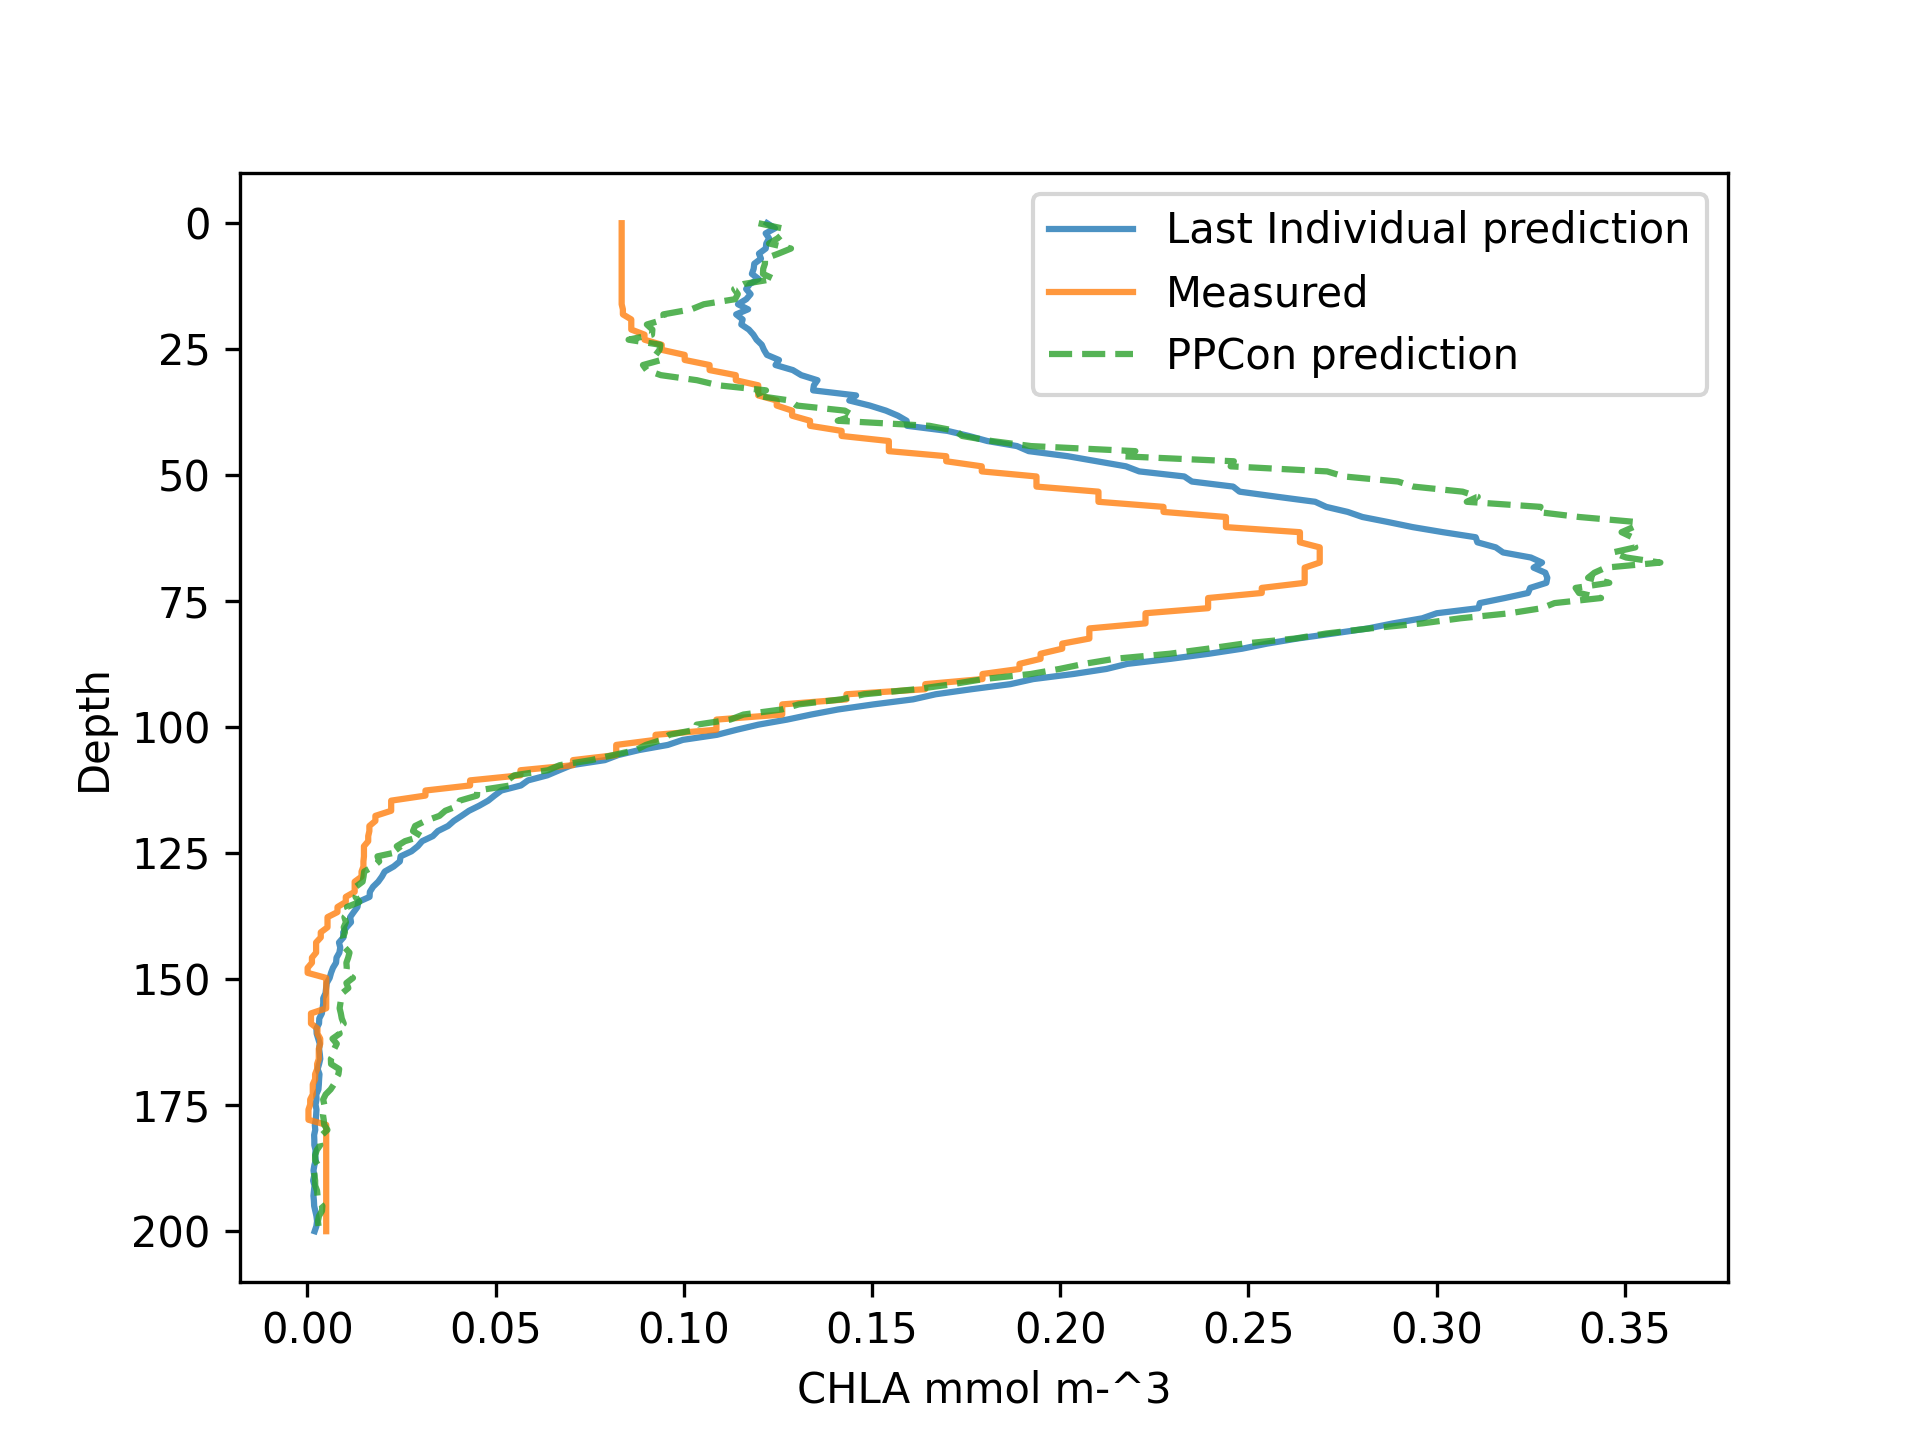 Last Individual prediction
Measured
PPCon prediction
0
25
50
75
100
125
150
175
200
Depth
0.00 0.05 0.10 0.15 0.20 0.25 0.30 0.35
CHLA mmol m-^3